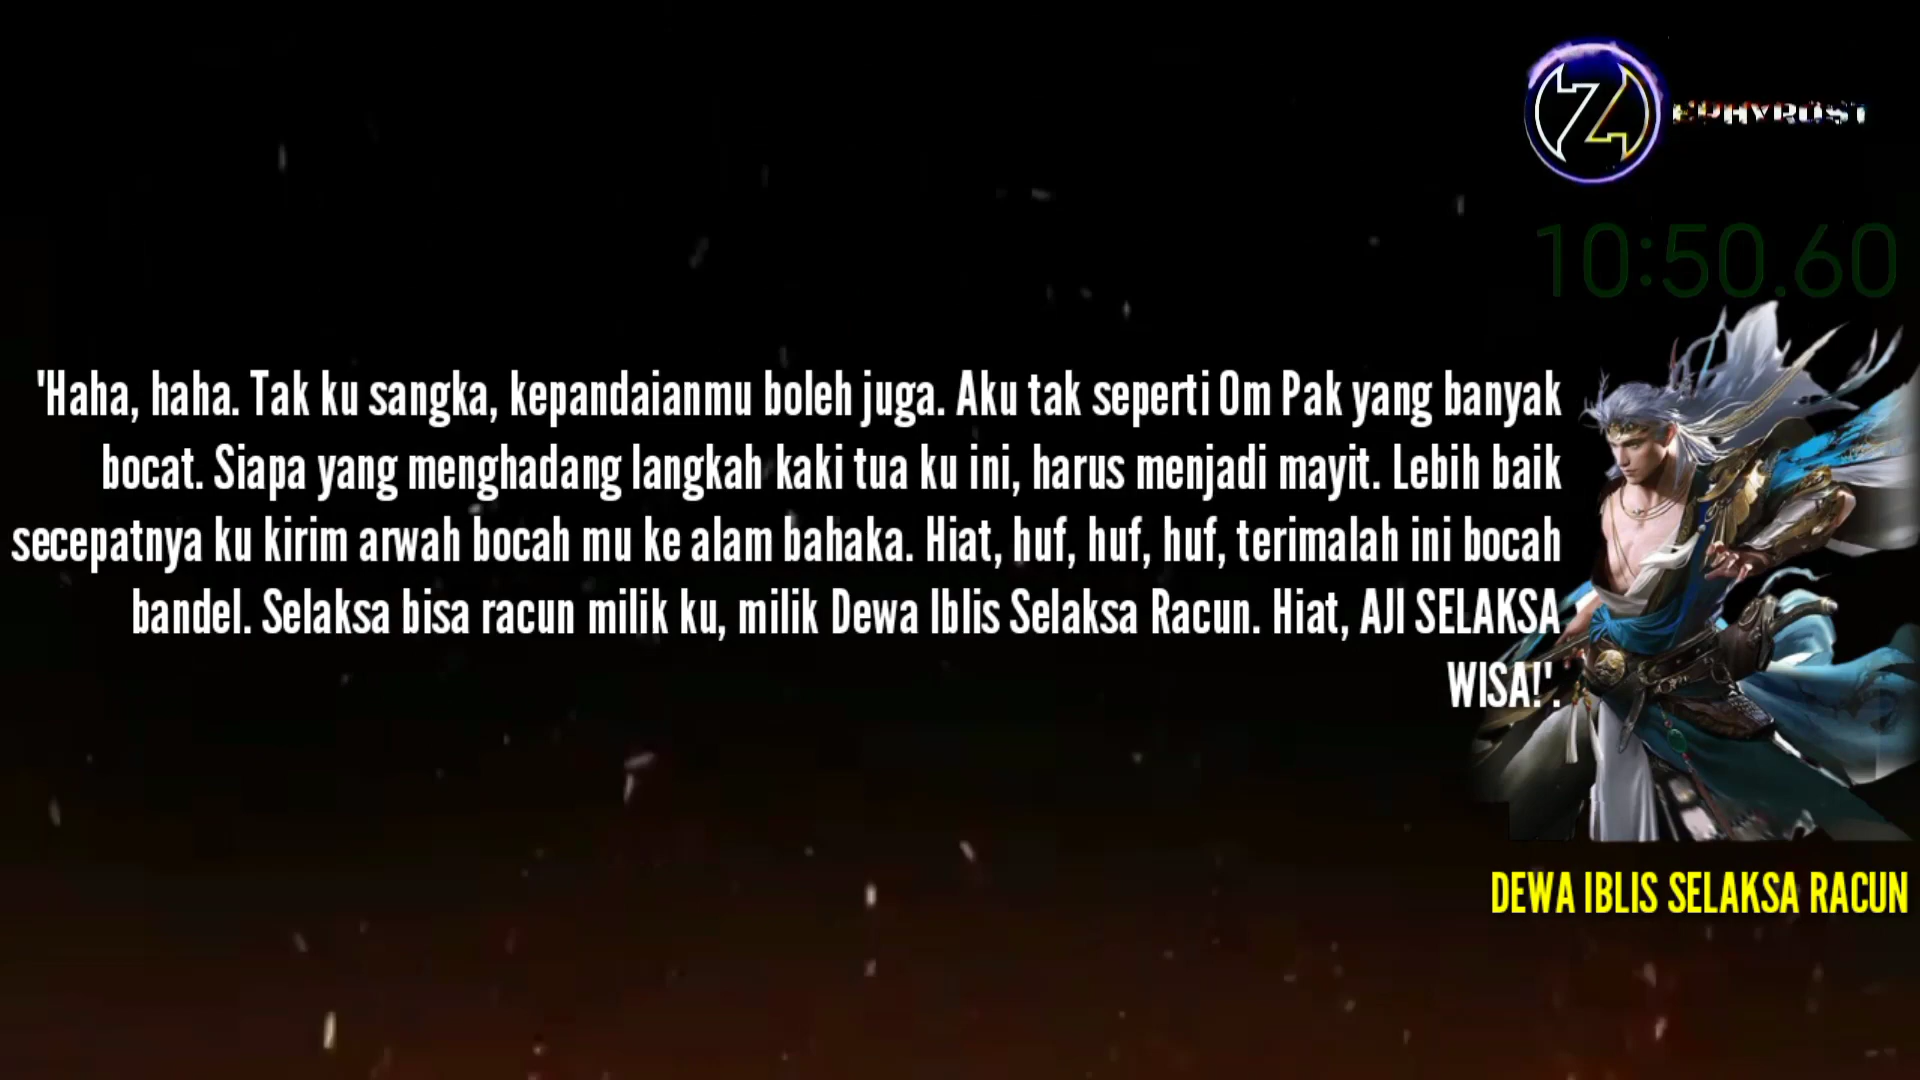 Z EPHYROST
10:50.60
'Haha, haha. Tak ku sangka, kepandaianmu boleh juga. Aku tak seperti Om Pak yang banyak
bocat. Siapa yang menghadang langkah kaki tua ku ini, harus menjadi mayit. Lebih baik
secepatnya ku kirim arwah bocah mu ke alam bahaka. Hiat, huf, huf, huf, terimalah ini bocah
bandel. Selaksa bisa racun milik ku, milik Dewa Iblis Selaksa Racun. Hiat, AJI SELAKSA
WISA!'.
DEWA IBLIS SELAKSA RACUN